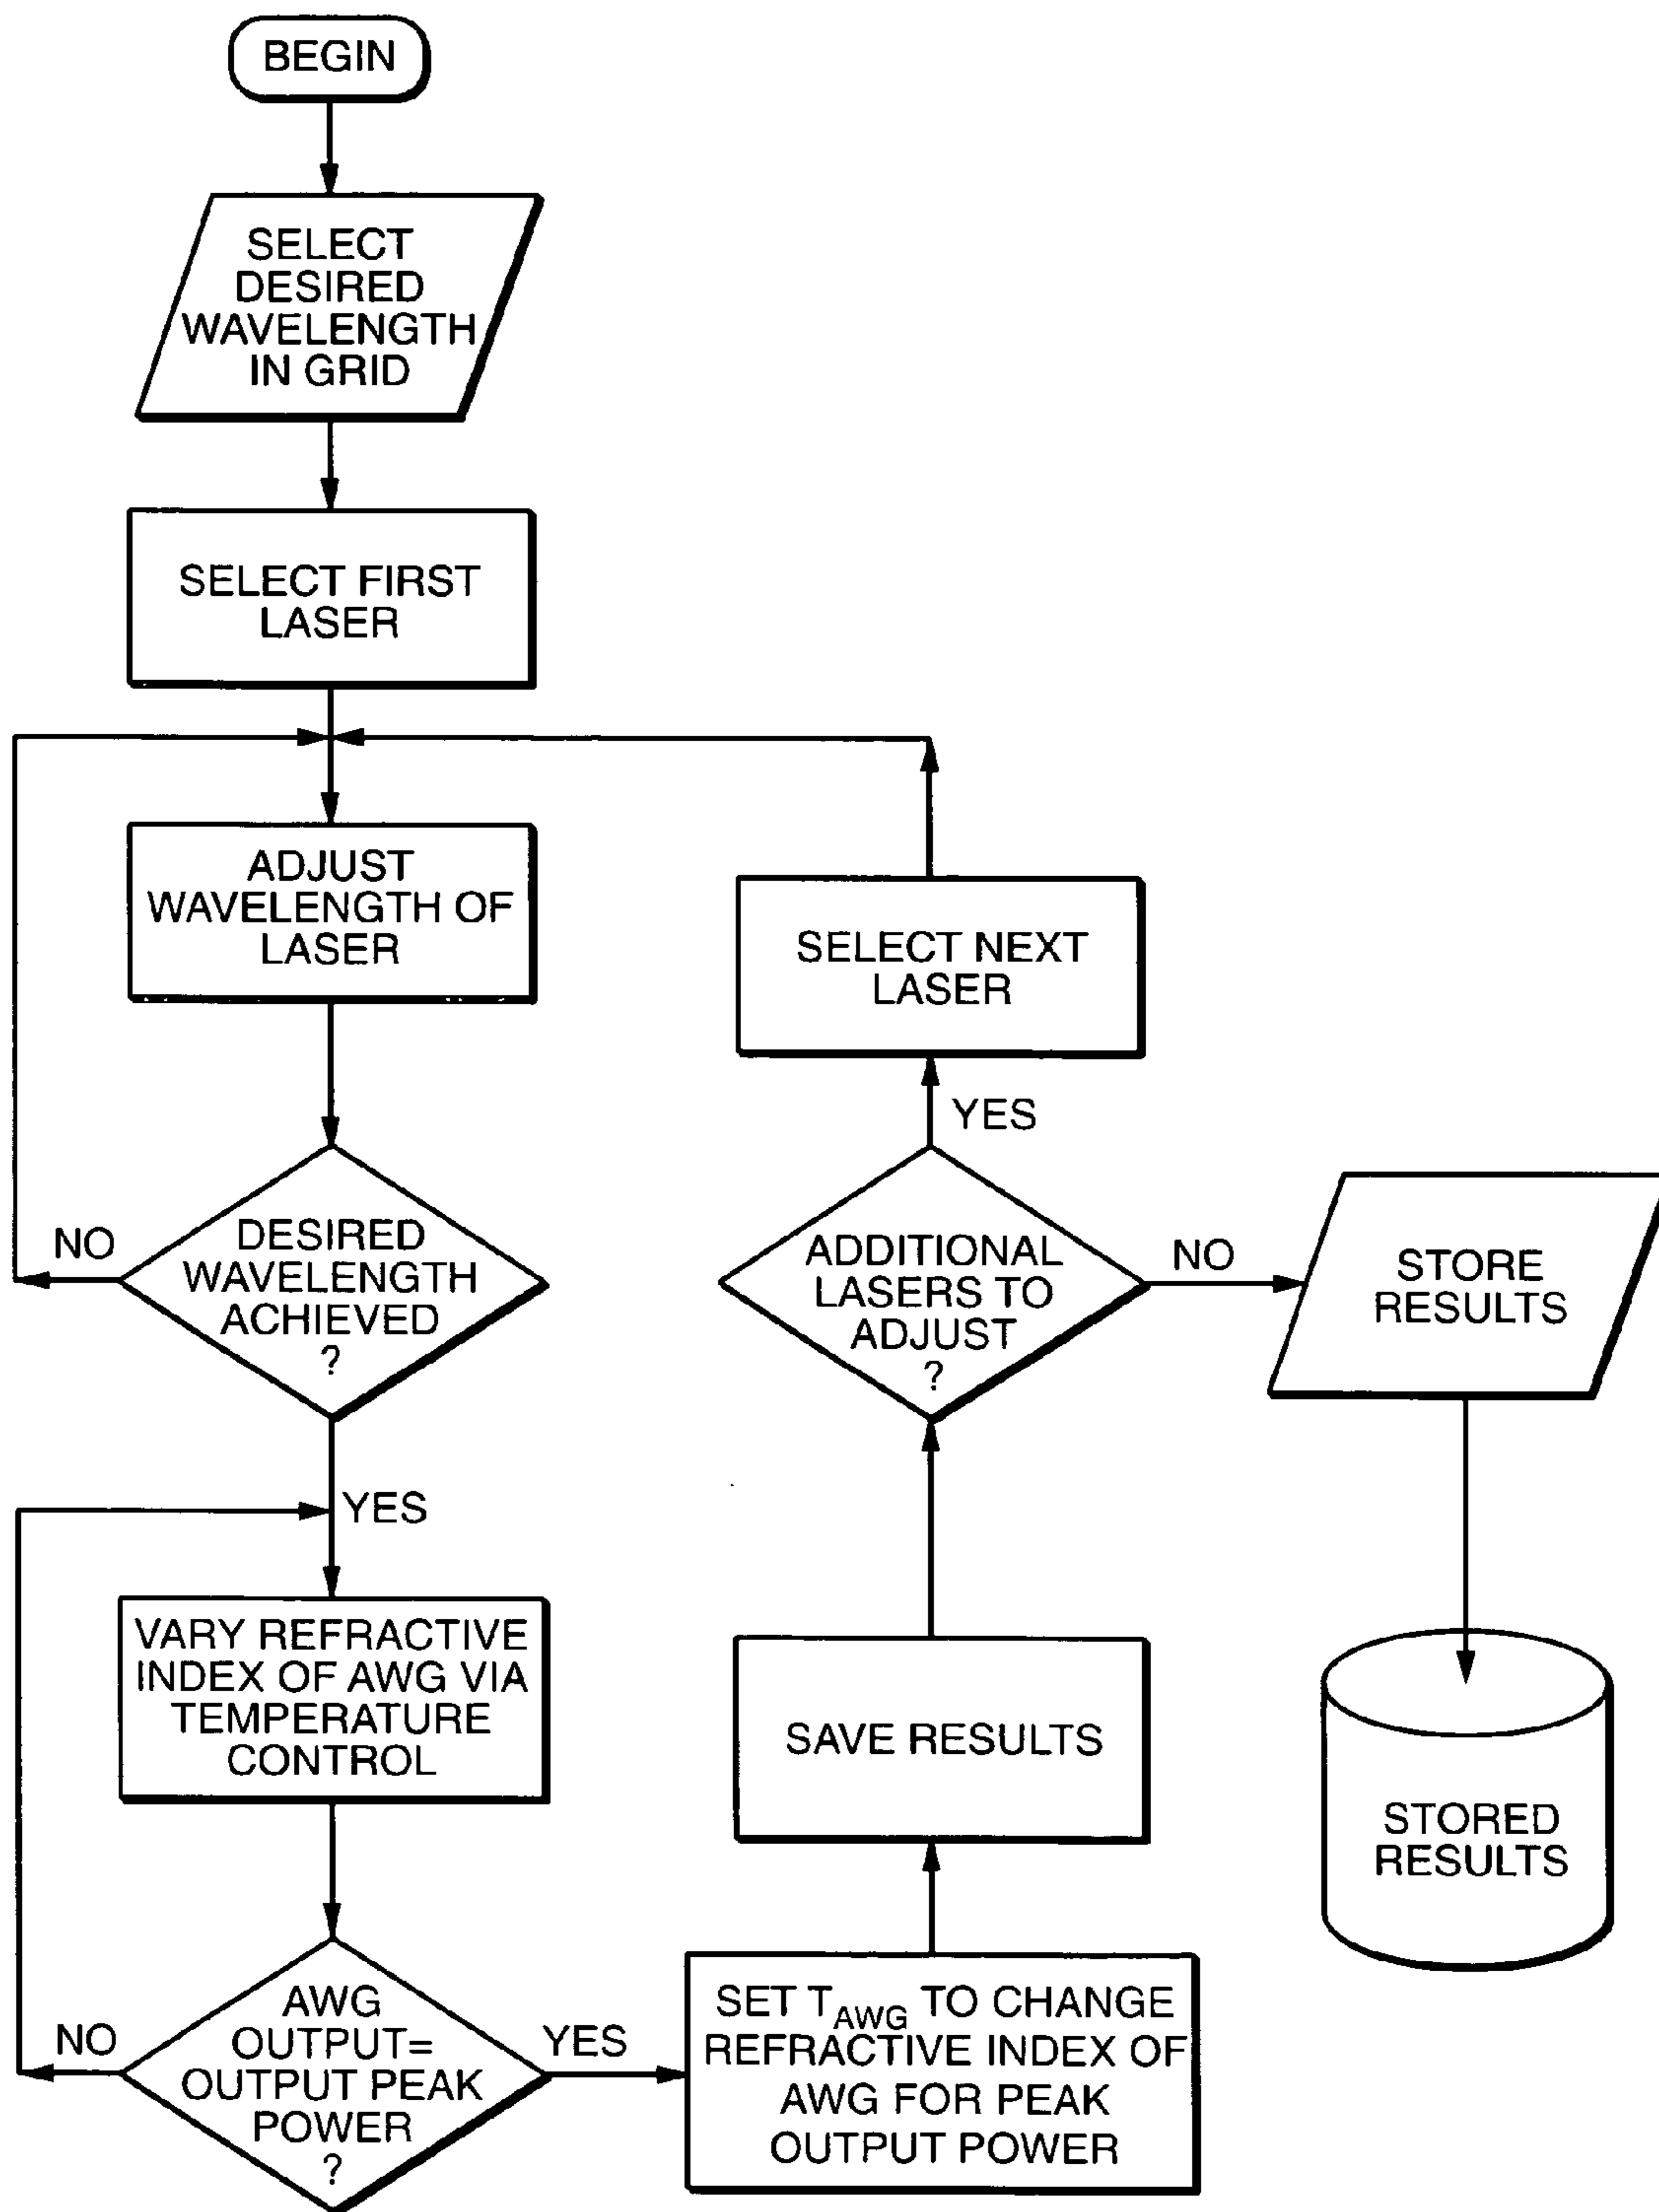 BEGIN
SELECT
DESIRED
WAVELENGTH
IN GRID
SELECT FIRST
LASER
ADJUST
WAVELENGTH OF
LASER
DESIRED
WAVELENGTH
ACHIEVED
?
NO
YES
VARY REFRACTIVE
INDEX OF AWG VIA
TEMPERATURE
CONTROL
AWG
OUTPUT=
OUTPUT PEAK
POWER
?
NO
YES
SET TAWG TO CHANGE
REFRACTIVE INDEX OF
AWG FOR PEAK
OUTPUT POWER
SAVE RESULTS
ADDITIONAL
LASERS TO
ADJUST
?
YES
SELECT NEXT
LASER
NO
STORE
RESULTS
STORED
RESULTS